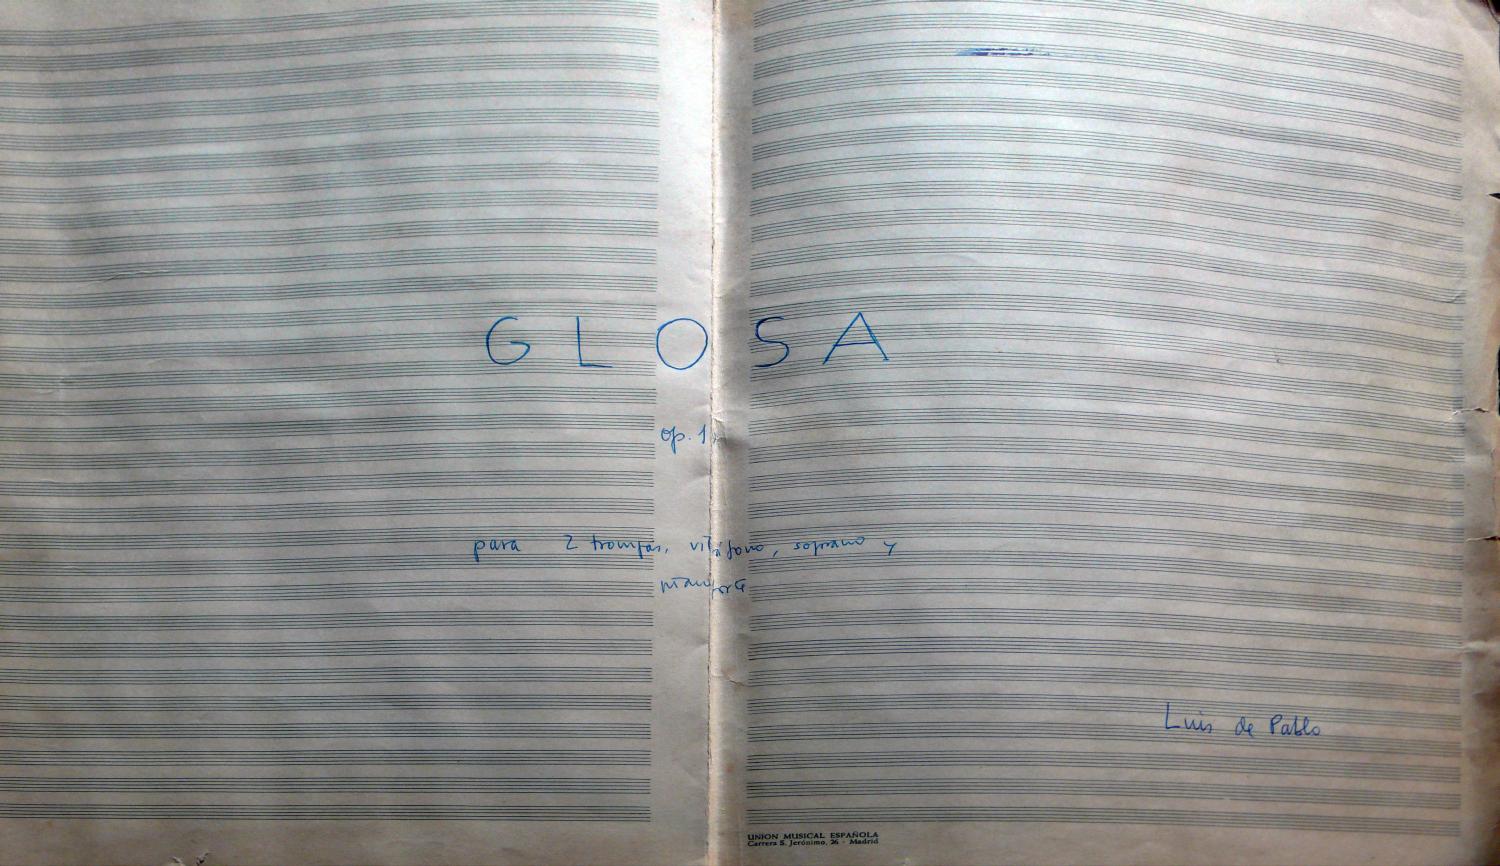 GLOSA
op. 1
para 2 trompas, vibráfono, soprano y
pianoforte
Luis de Pablo
UNION MUSICAL ESPAÑOLA
Carrera S. Jerónimo, 26 - Madrid